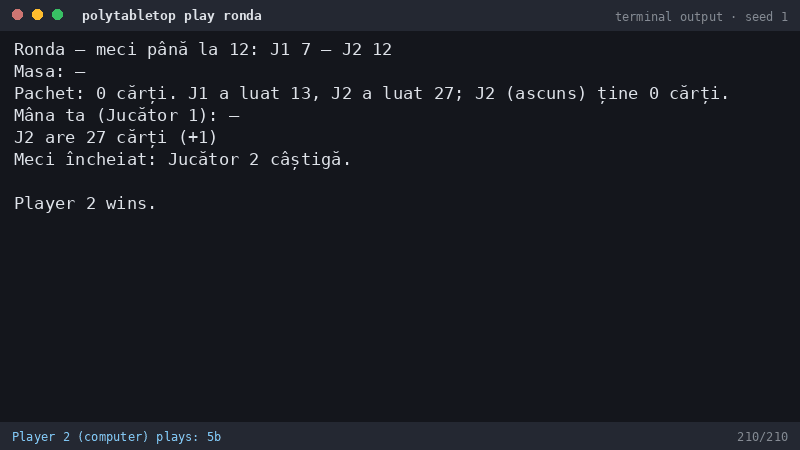 polytabletop play ronda
terminal output · seed 1
Ronda — meci până la 12: J1 7 — J2 12
Masa: —
Pachet: 0 cărți. J1 a luat 13, J2 a luat 27; J2 (ascuns) ține 0 cărți.
Mâna ta (Jucător 1): —
J2 are 27 cărți (+1)
Meci încheiat: Jucător 2 câștigă.
Player 2 wins.
Player 2 (computer) plays: 5b
210/210